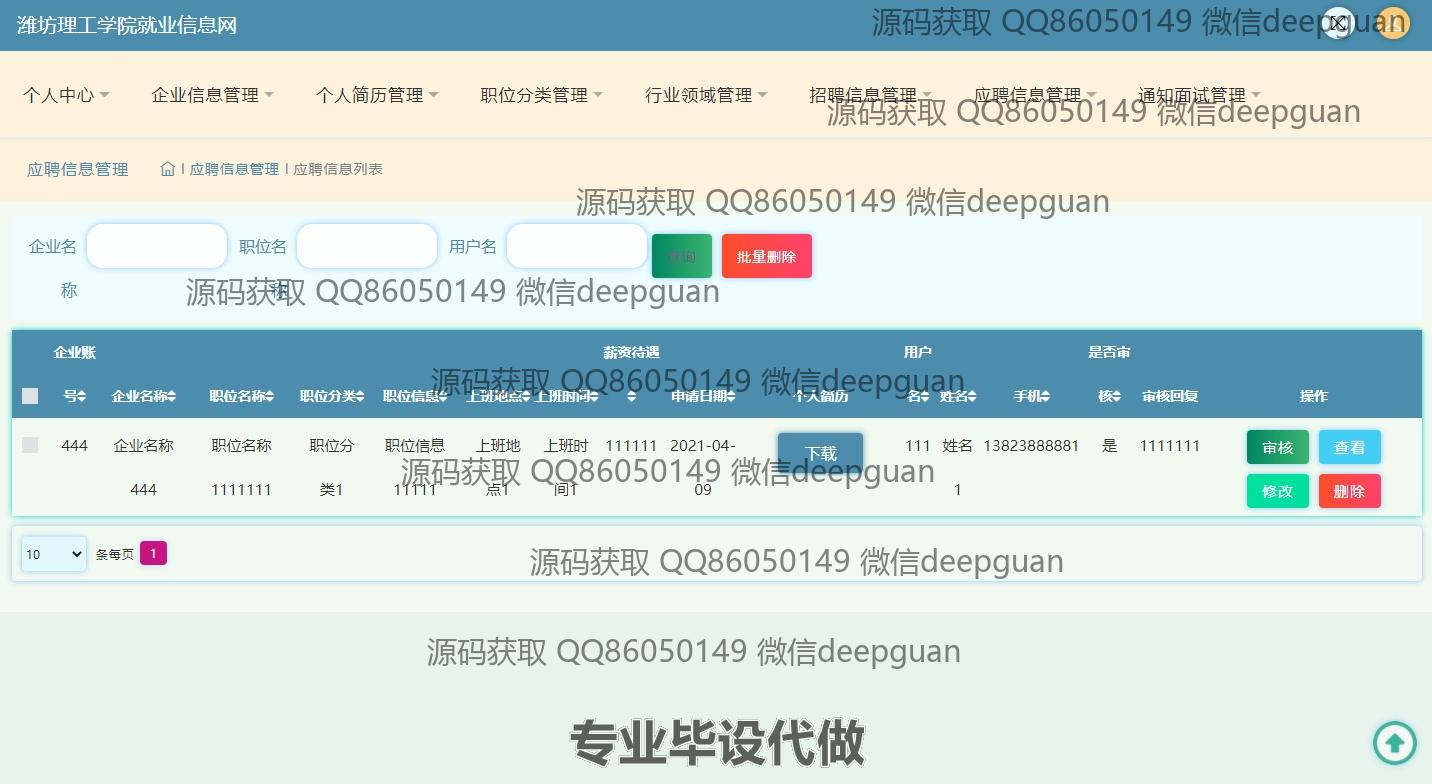 潍坊理工学院就业信息网
源码获取 QQ86050149 微信deepguan
个人中心 企业信息管理 个人简历管理 职位分类管理 行业领域管理 招聘信息管理 应聘信息管理 通知面试管理
源码获取 QQ86050149 微信deepguan
应聘信息管理 应聘信息管理 应聘信息列表
源码获取 QQ86050149 微信deepguan
企业名称 职位名称 用户名 查询 批量删除
源码获取 QQ86050149 微信deepguan
企业账号 企业名称 职位名称 职位分类 职位信息 上班地点 上班时间 薪资待遇 申请日期 个人简历 用户名 姓名 手机 是否审核 审核回复 操作
源码获取 QQ86050149 微信deepguan
444 企业名称444 职位名称1111111 职位分类1 职位信息11111 上班地点1 上班时间1 111111 2021-04-09 下载 111 姓名1 13823888881 是 1111111 审核 查看
修改 删除
源码获取 QQ86050149 微信deepguan
10 条每页 1
源码获取 QQ86050149 微信deepguan
源码获取 QQ86050149 微信deepguan
专业毕设代做